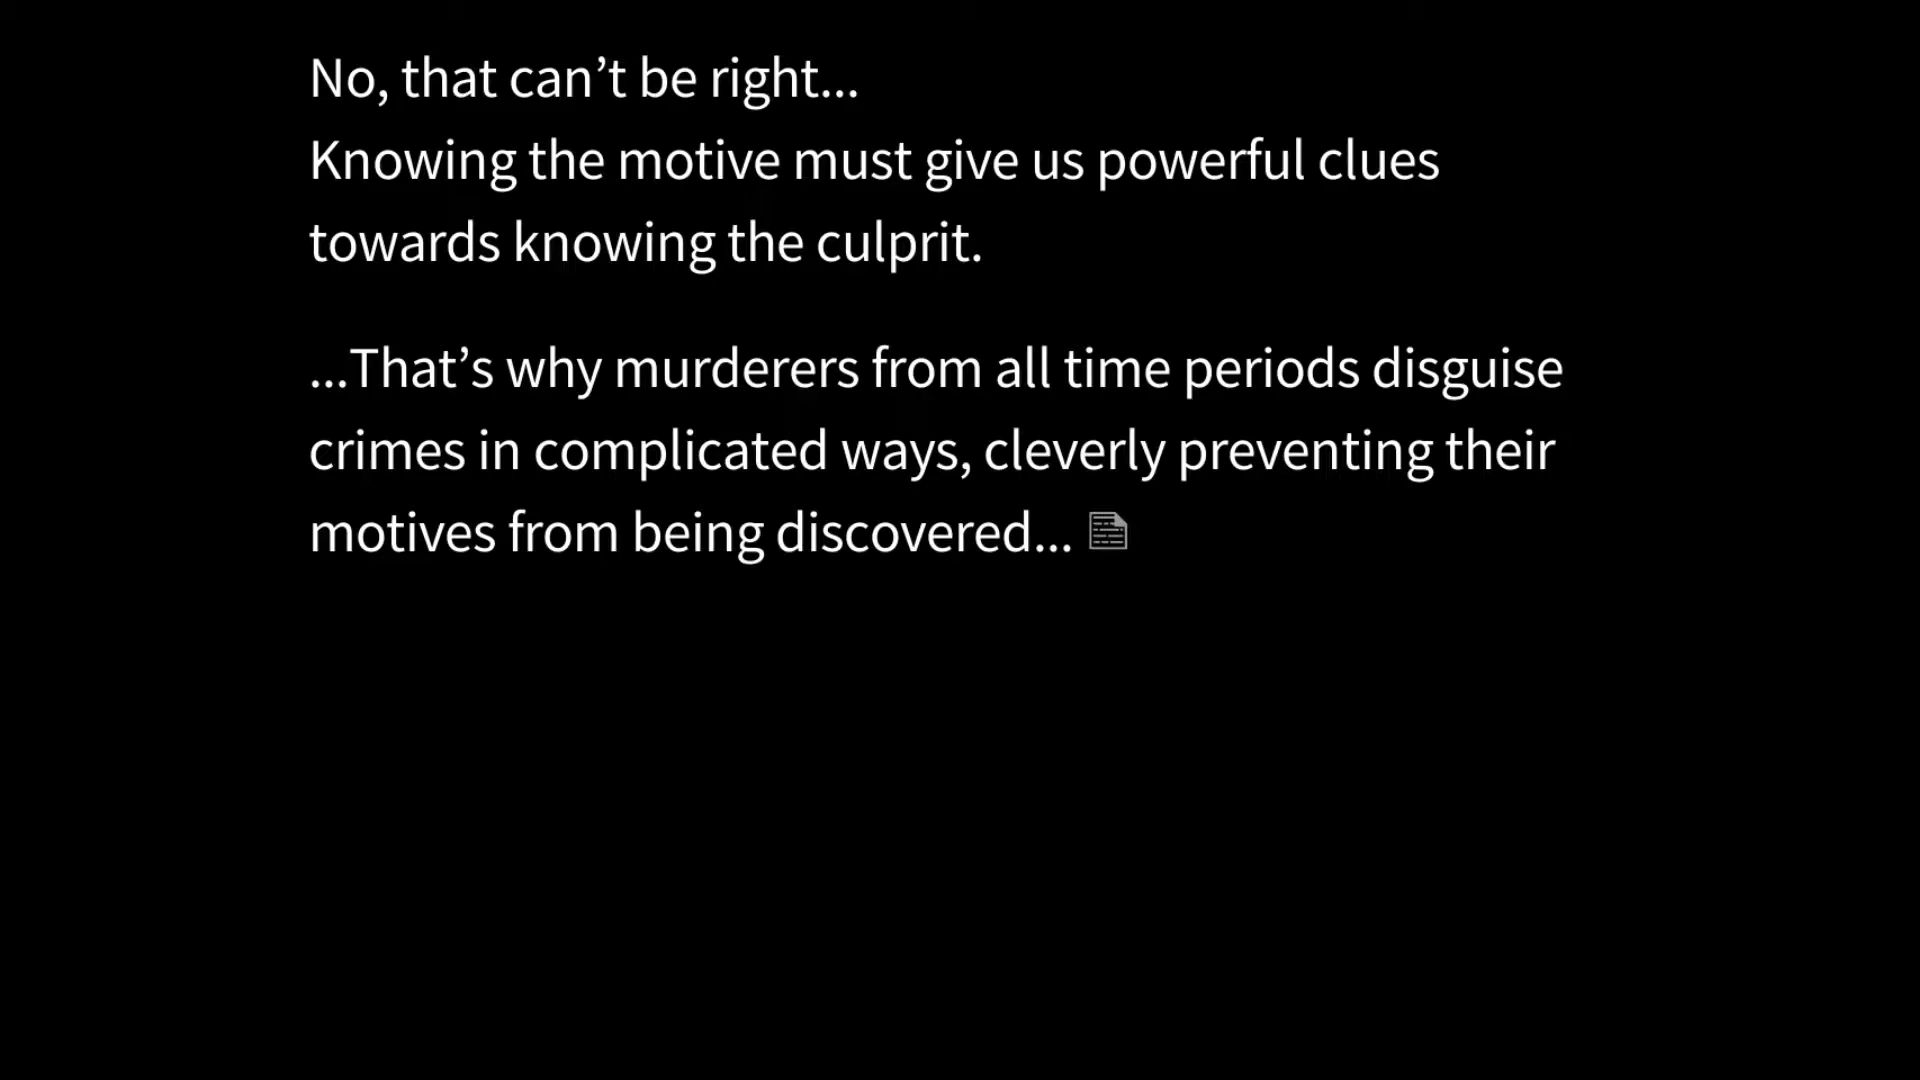 No, that can’t be right...
Knowing the motive must give us powerful clues
towards knowing the culprit.
...That’s why murderers from all time periods disguise
crimes in complicated ways, cleverly preventing their
motives from being discovered...